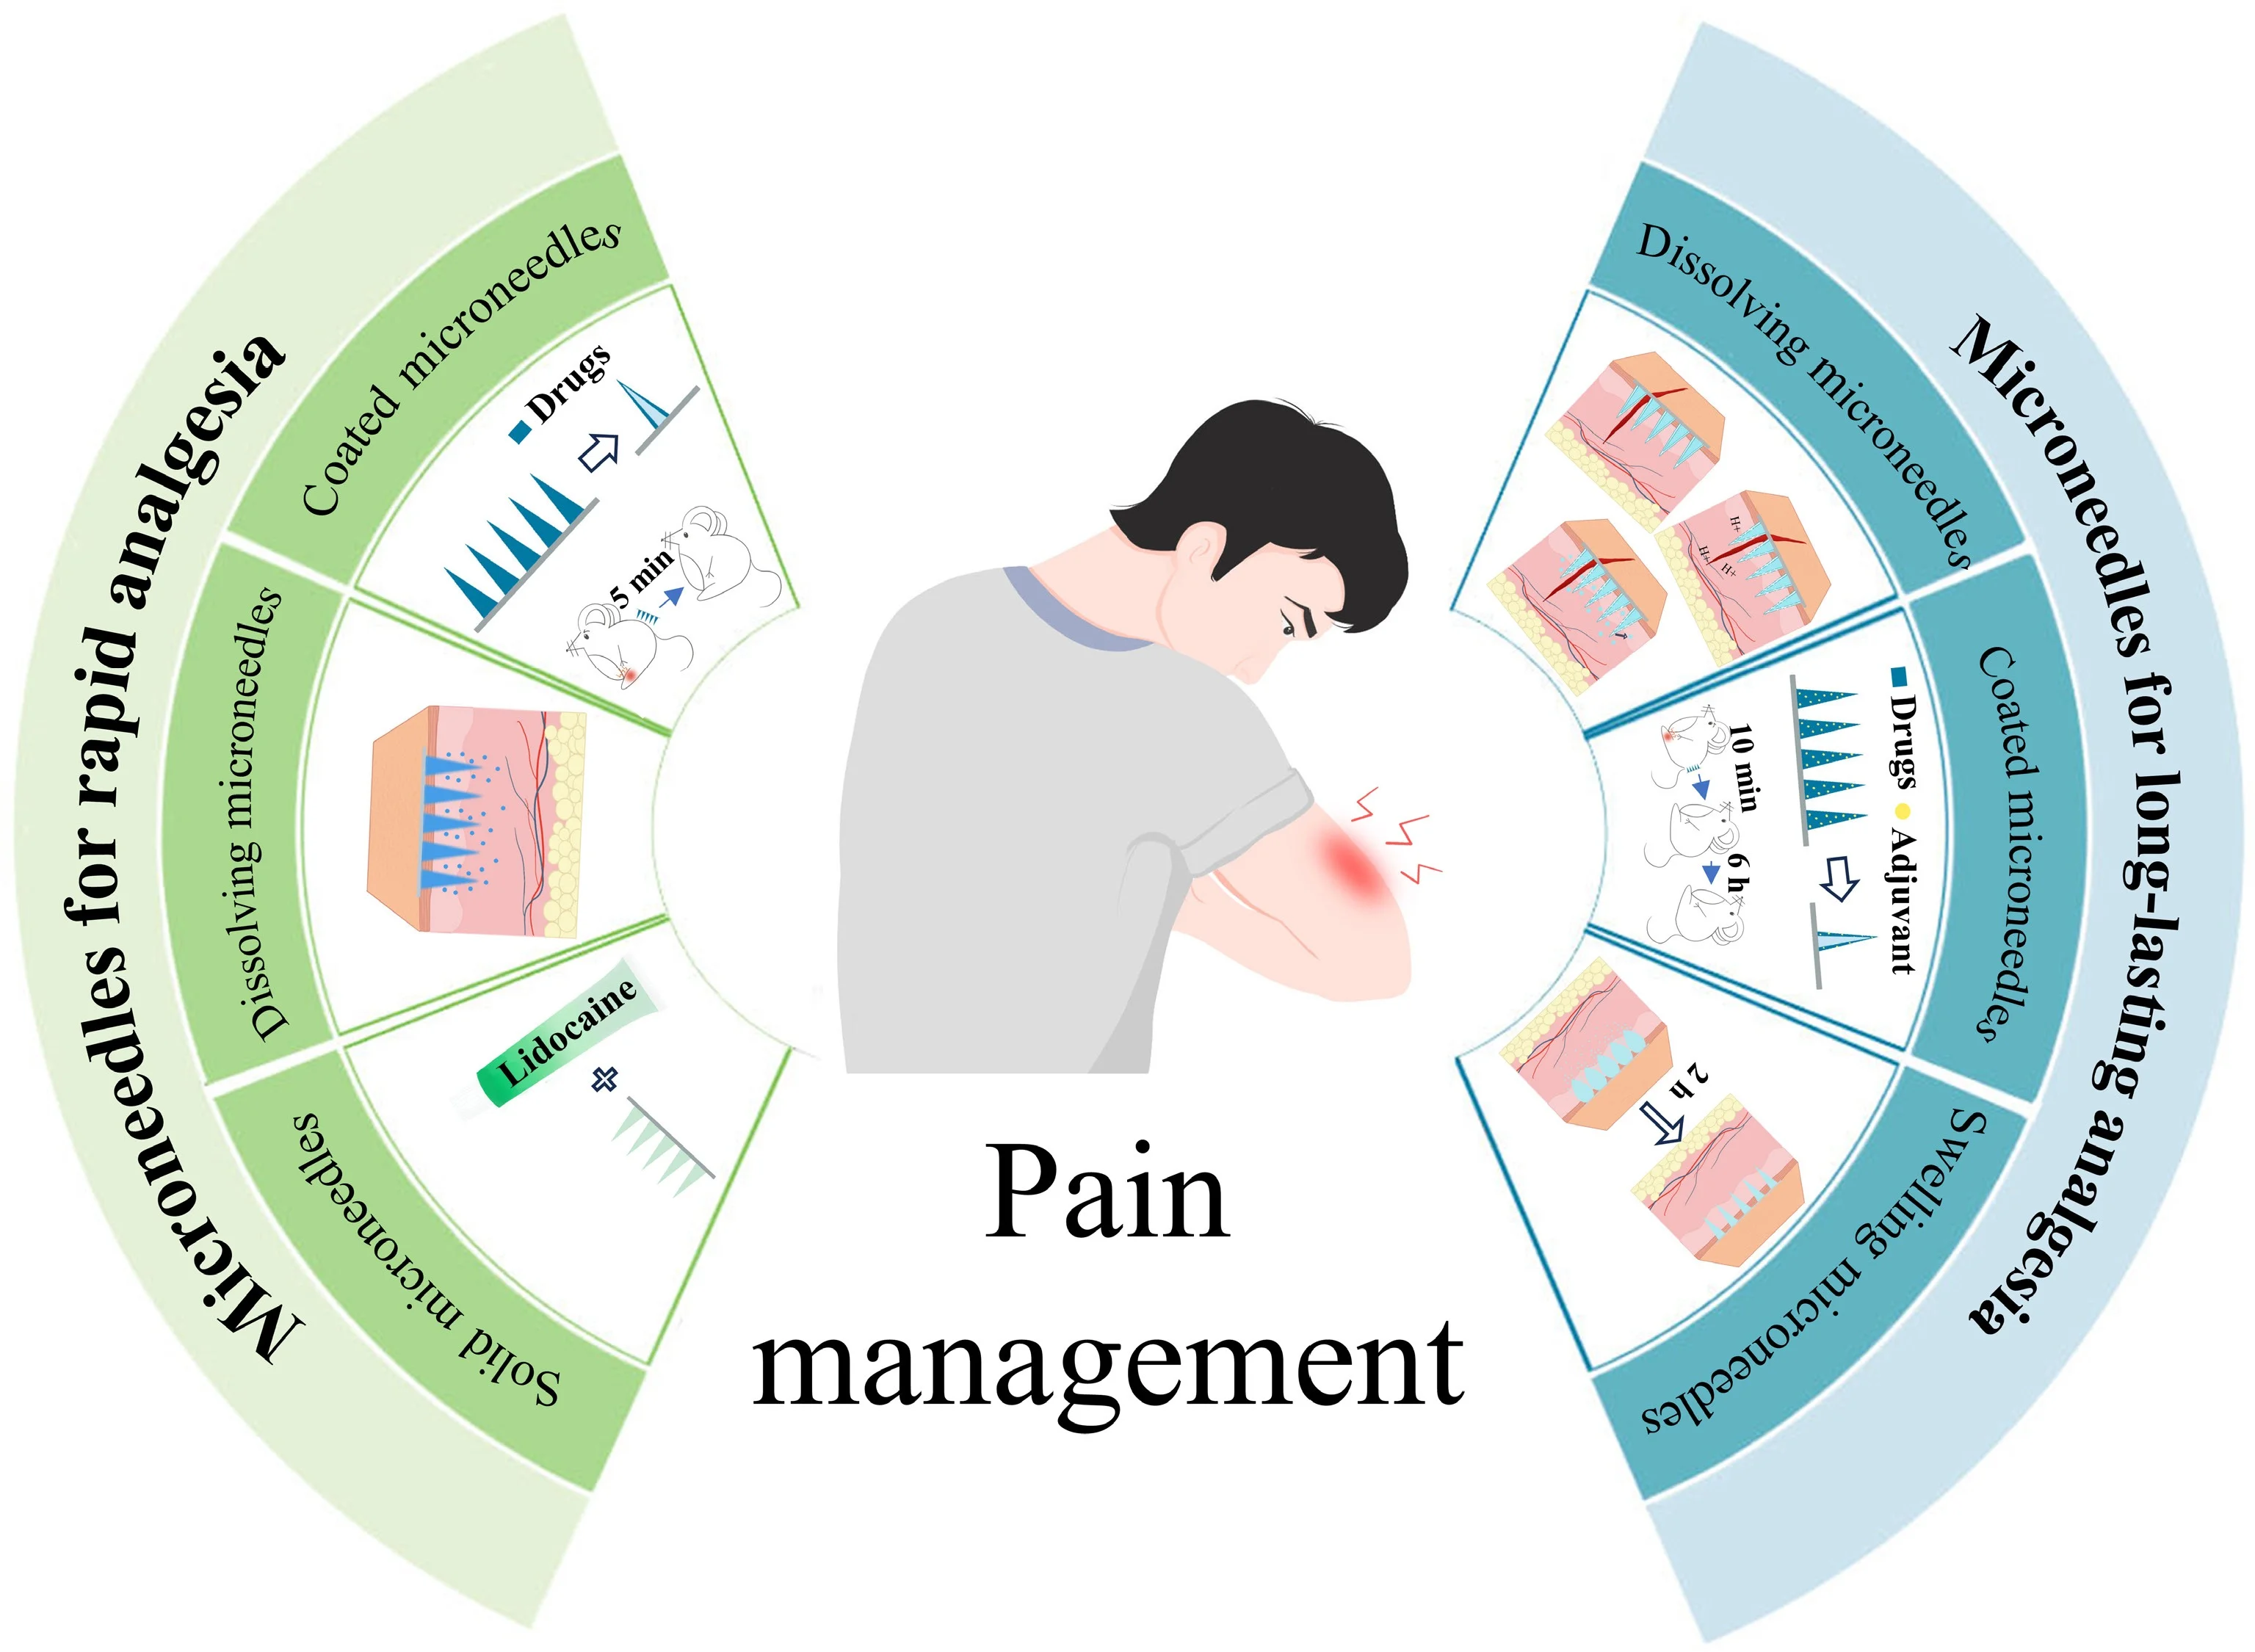 Microneedles for rapid analgesia
Coated microneedles
Drugs
5 min
Dissolving microneedles
Solid microneedles
Lidocaine
Pain
management
Microneedles for long-lasting analgesia
Dissolving microneedles
H+
H+
H+
Coated microneedles
Drugs
Adjuvant
10 min
6 h
Swelling microneedles
2 h